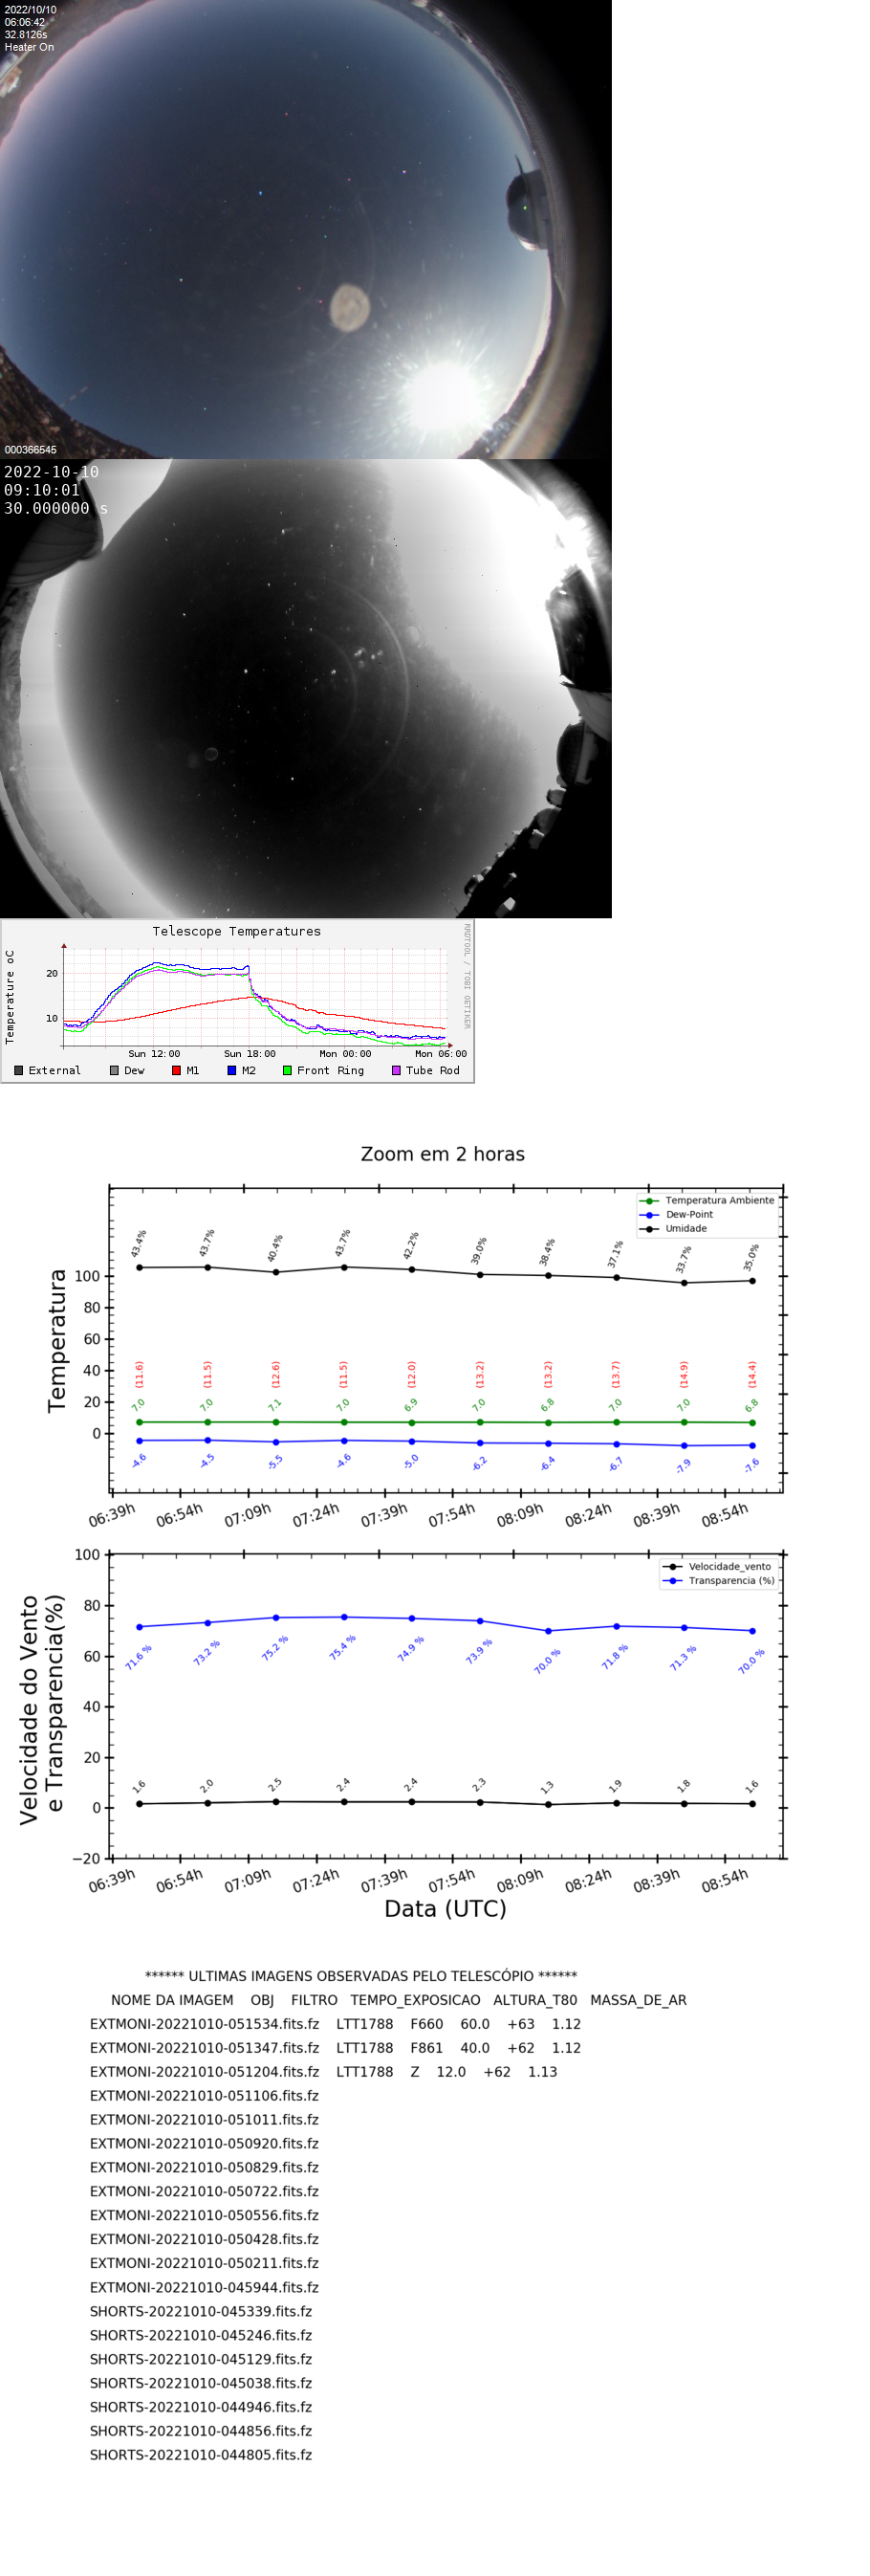 2022/10/10
06:06:42
32.8126s
Heater On
000366545
2022-10-10
09:10:01
30.000000 s
Telescope Temperatures
RRDTOOL / TOBI OETIKER
Temperature oC
20
10
Sun 12:00 Sun 18:00 Mon 00:00 Mon 06:00
External Dew M1 M2 Front Ring Tube Rod
Zoom em 2 horas
Temperatura Ambiente
Dew-Point
Umidade
43.4% 43.7% 40.4% 43.7% 42.2% 39.0% 38.4% 37.1% 33.7% 35.0%
Temperatura
100
80
60
40
20
0
(11.6) (11.5) (12.6) (11.5) (12.0) (13.2) (13.2) (13.7) (14.9) (14.4)
7.0 7.0 7.1 7.0 6.9 7.0 6.8 7.0 7.0 6.8
-4.6 -4.5 -5.5 -4.6 -5.0 -6.2 -6.4 -6.7 -7.9 -7.6
06:39h 06:54h 07:09h 07:24h 07:39h 07:54h 08:09h 08:24h 08:39h 08:54h
Velocidade do Vento
e Transparencia(%)
Velocidade_vento
Transparencia (%)
100
80
60
40
20
0
−20
71.6 % 73.2 % 75.2 % 75.4 % 74.9 % 73.9 % 70.0 % 71.8 % 71.3 % 70.0 %
1.6 2.0 2.5 2.4 2.4 2.3 1.3 1.9 1.8 1.6
06:39h 06:54h 07:09h 07:24h 07:39h 07:54h 08:09h 08:24h 08:39h 08:54h
Data (UTC)
****** ULTIMAS IMAGENS OBSERVADAS PELO TELESCÓPIO ******
NOME DA IMAGEM OBJ FILTRO TEMPO_EXPOSICAO ALTURA_T80 MASSA_DE_AR
EXTMONI-20221010-051534.fits.fz LTT1788 F660 60.0 +63 1.12
EXTMONI-20221010-051347.fits.fz LTT1788 F861 40.0 +62 1.12
EXTMONI-20221010-051204.fits.fz LTT1788 Z 12.0 +62 1.13
EXTMONI-20221010-051106.fits.fz
EXTMONI-20221010-051011.fits.fz
EXTMONI-20221010-050920.fits.fz
EXTMONI-20221010-050829.fits.fz
EXTMONI-20221010-050722.fits.fz
EXTMONI-20221010-050556.fits.fz
EXTMONI-20221010-050428.fits.fz
EXTMONI-20221010-050211.fits.fz
EXTMONI-20221010-045944.fits.fz
SHORTS-20221010-045339.fits.fz
SHORTS-20221010-045246.fits.fz
SHORTS-20221010-045129.fits.fz
SHORTS-20221010-045038.fits.fz
SHORTS-20221010-044946.fits.fz
SHORTS-20221010-044856.fits.fz
SHORTS-20221010-044805.fits.fz